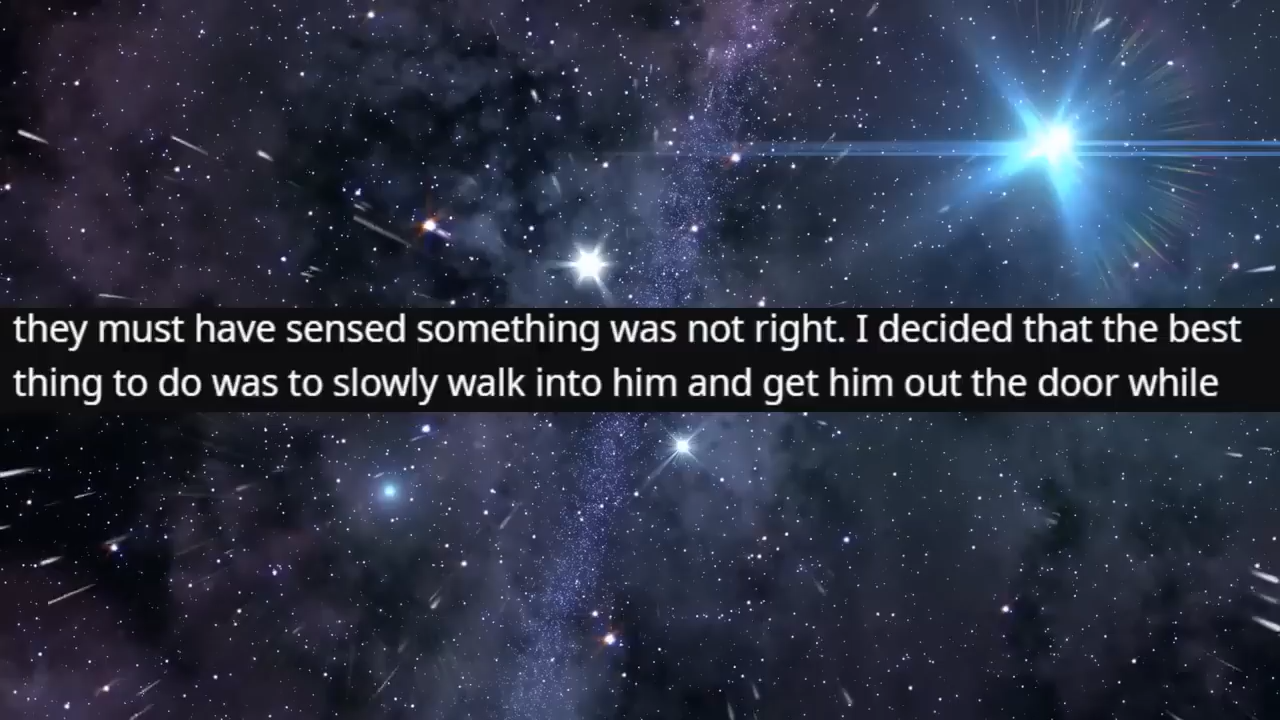 they must have sensed something was not right. I decided that the best
thing to do was to slowly walk into him and get him out the door while